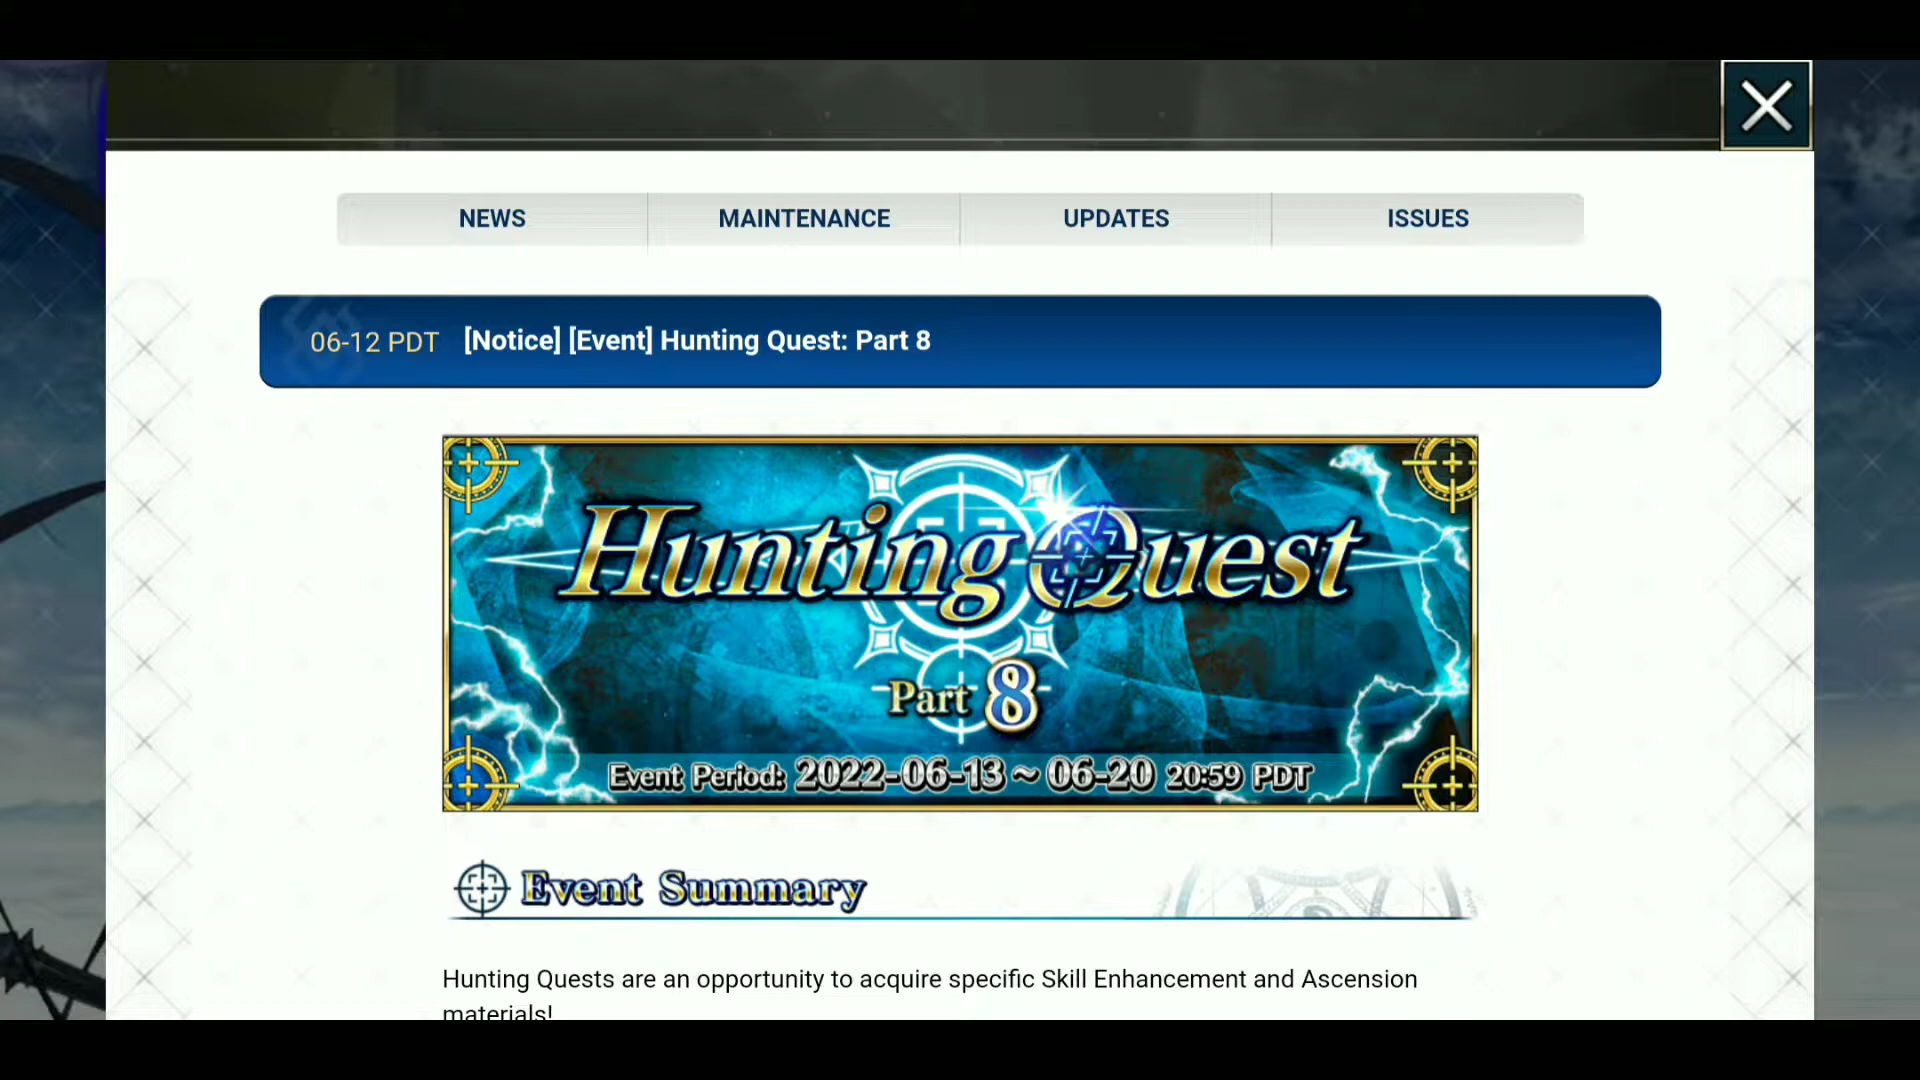 NEWS MAINTENANCE UPDATES ISSUES
06-12 PDT [Notice] [Event] Hunting Quest: Part 8
Hunting Quest
Part 8
Event Period: 2022-06-13 ~ 06-20 20:59 PDT
Event Summary
Hunting Quests are an opportunity to acquire specific Skill Enhancement and Ascension
materials!